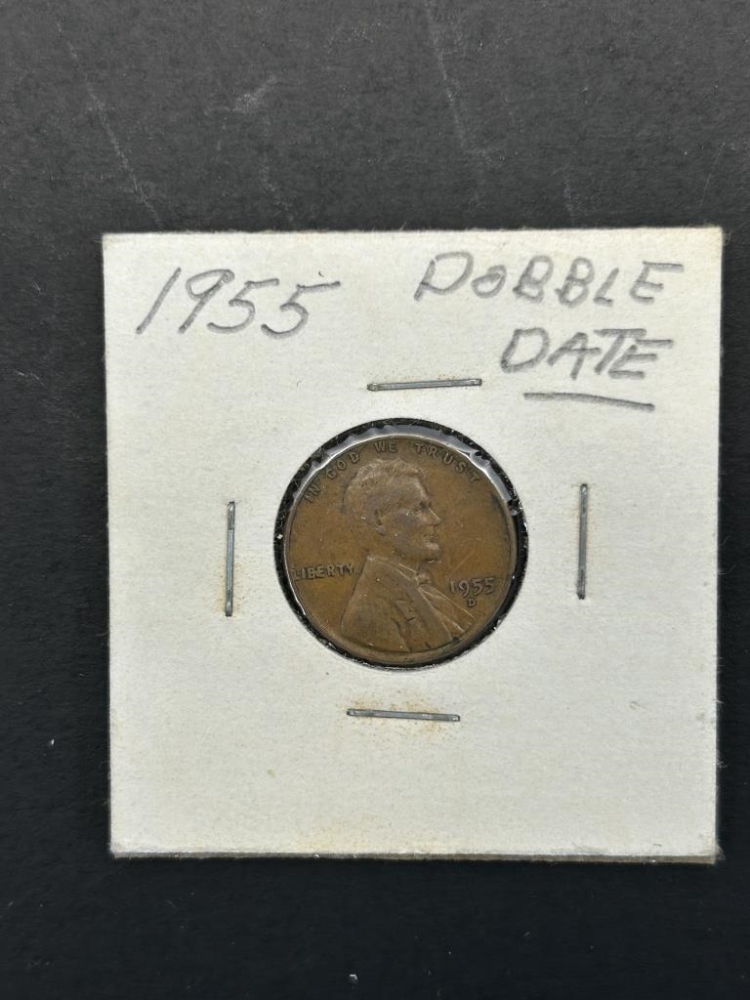 1955 DOBBLE
DATE
IN GOD WE TRUST
LIBERTY
1955
D